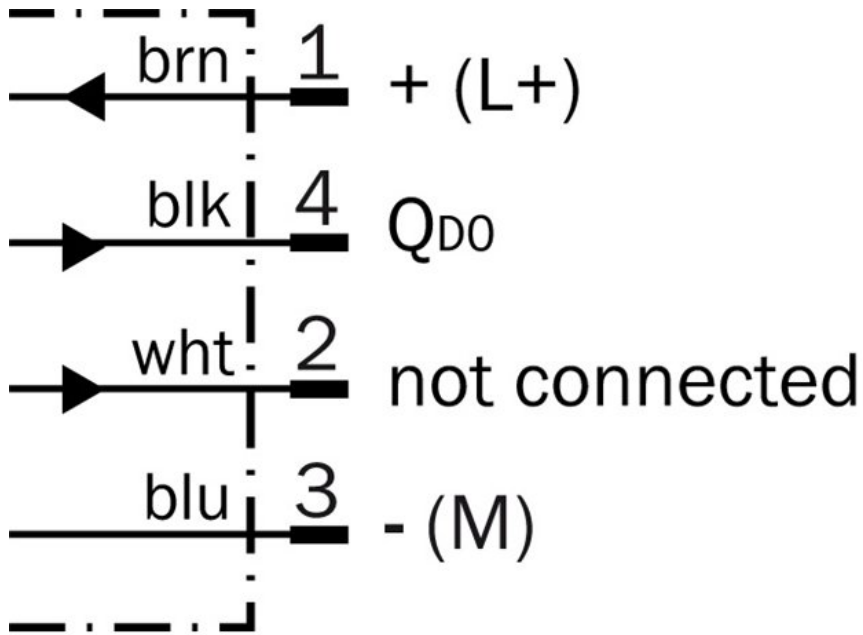 brn 1 + (L+)
blk 4 QDO
wht 2 not connected
blu 3 - (M)